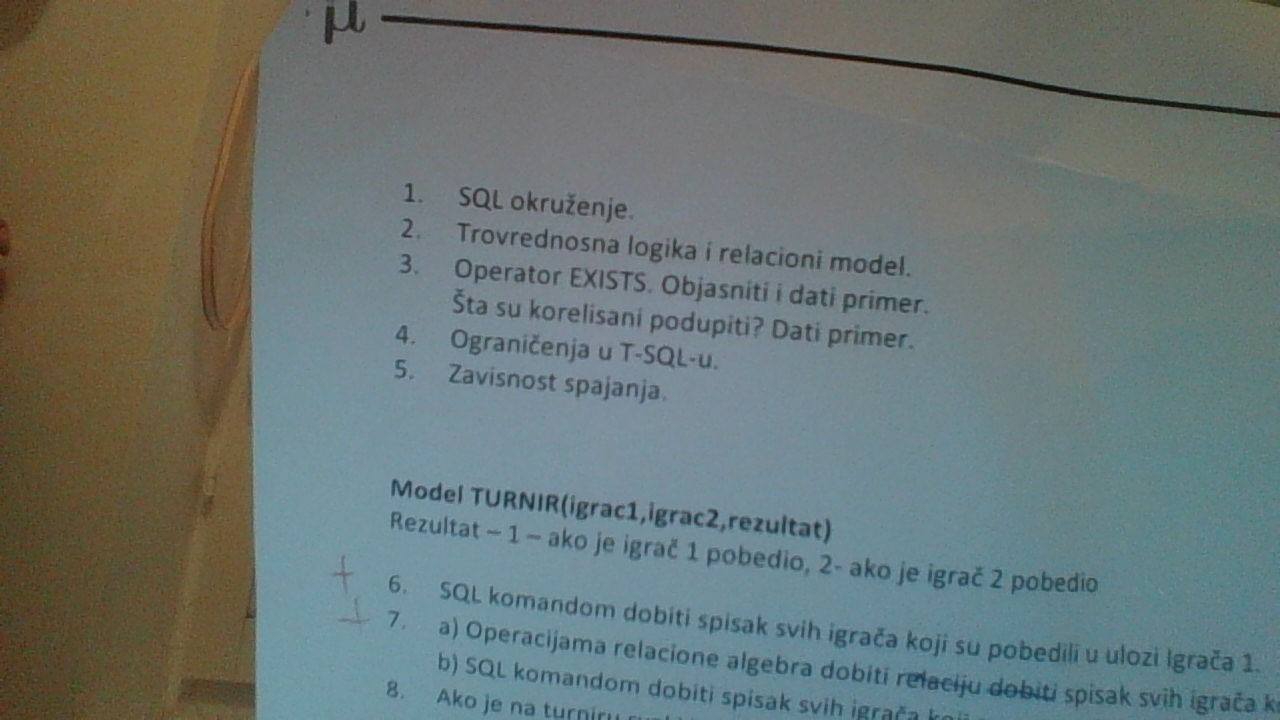 µ
1. SQL okruženje.
2. Trovrednosna logika i relacioni model.
3. Operator EXISTS. Objasniti i dati primer.
Šta su korelisani podupiti? Dati primer.
4. Ograničenja u T-SQL-u.
5. Zavisnost spajanja.
Model TURNIR(igrac1,igrac2,rezultat)
Rezultat – 1 – ako je igrač 1 pobedio, 2- ako je igrač 2 pobedio
+ 6. SQL komandom dobiti spisak svih igrača koji su pobedili u ulozi Igrača 1.
7. a) Operacijama relacione algebra dobiti relaciju dobiti spisak svih igrača
b) SQL komandom dobiti spisak svih igrača koji
8. Ako je na turniru